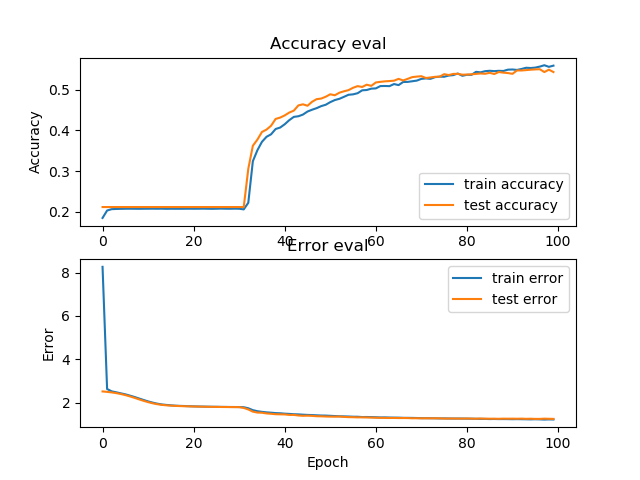 Accuracy eval
0.5
0.4
0.3
0.2
Accuracy
train accuracy
test accuracy
0 20 40 60 80 100
Error eval
8
6
4
2
Error
train error
test error
0 20 40 60 80 100
Epoch